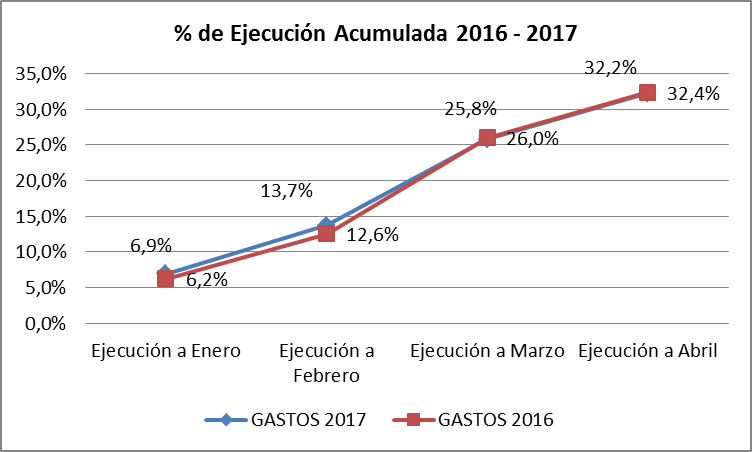 % de Ejecución Acumulada 2016 - 2017
35,0%
30,0%
25,0%
20,0%
15,0%
10,0%
5,0%
0,0%
6,9%
6,2%
13,7%
12,6%
25,8%
26,0%
32,2%
32,4%
Ejecución a Enero
Ejecución a
Febrero
Ejecución a Marzo
Ejecución a Abril
GASTOS 2017
GASTOS 2016